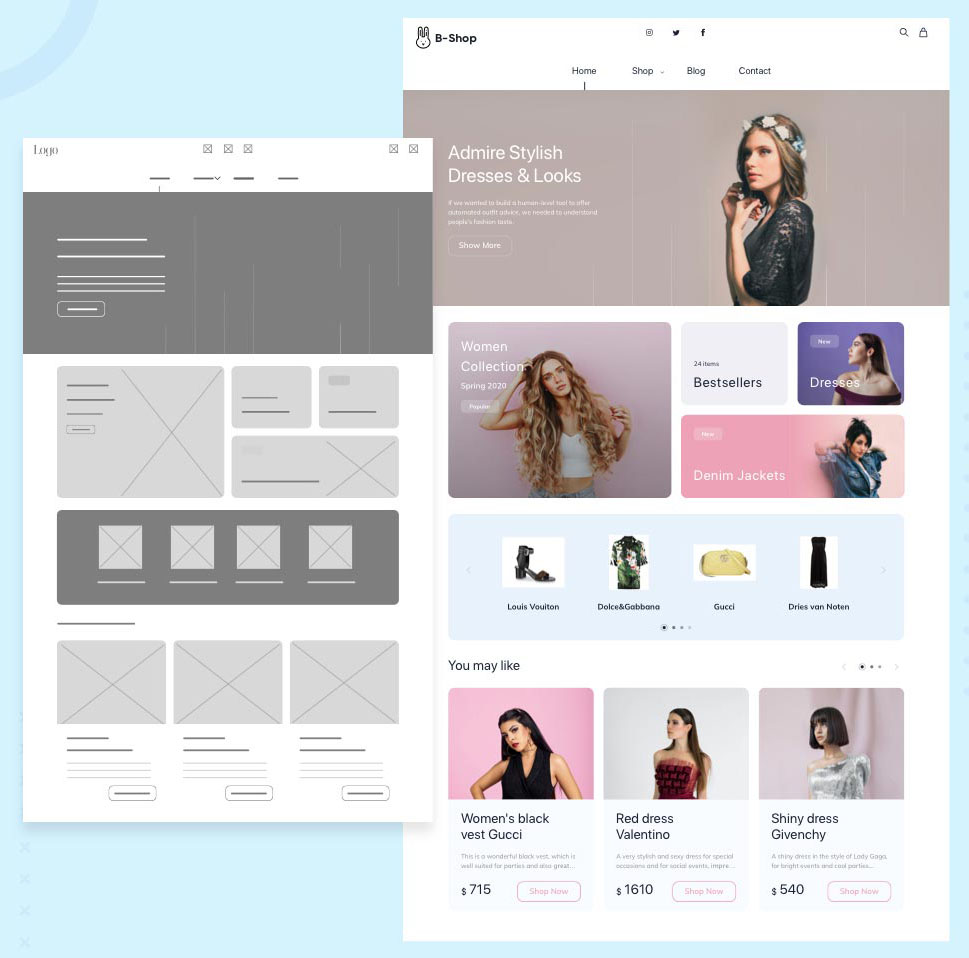 B-Shop
Home
Shop
Blog
Contact
Logo
Admire Stylish
Dresses & Looks
If we wanted to build a human-level tool to offer
automated outfit advice, we needed to understand
people's fashion taste.
Show More
Women
Collection
Spring 2020
Popular
24 items
Bestsellers
New
Dresses
New
Denim Jackets
Louis Vouiton
Dolce&Gabbana
Gucci
Dries van Noten
You may like
Women's black
vest Gucci
This is a wonderful black vest, which is
well suited for parties and also great...
$ 715
Shop Now
Red dress
Valentino
A very stylish and sexy dress for special
occasions and for social events, impre...
$ 1610
Shop Now
Shiny dress
Givenchy
A shiny dress in the style of Lady Gaga,
for bright events and cool parties...
$ 540
Shop Now